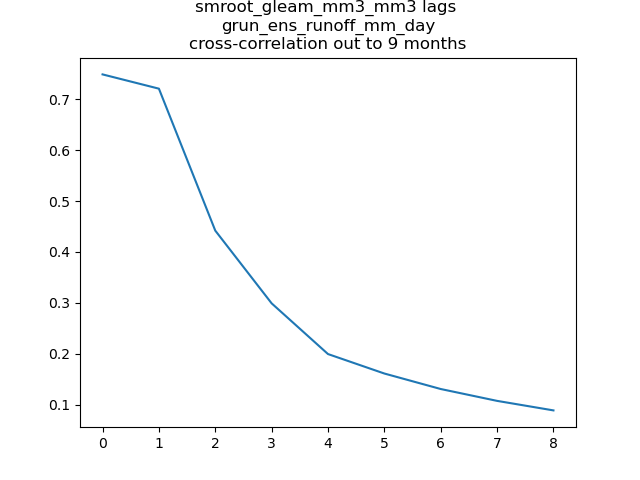 smroot_gleam_mm3_mm3 lags
grun_ens_runoff_mm_day
cross-correlation out to 9 months
0.7
0.6
0.5
0.4
0.3
0.2
0.1
0 1 2 3 4 5 6 7 8